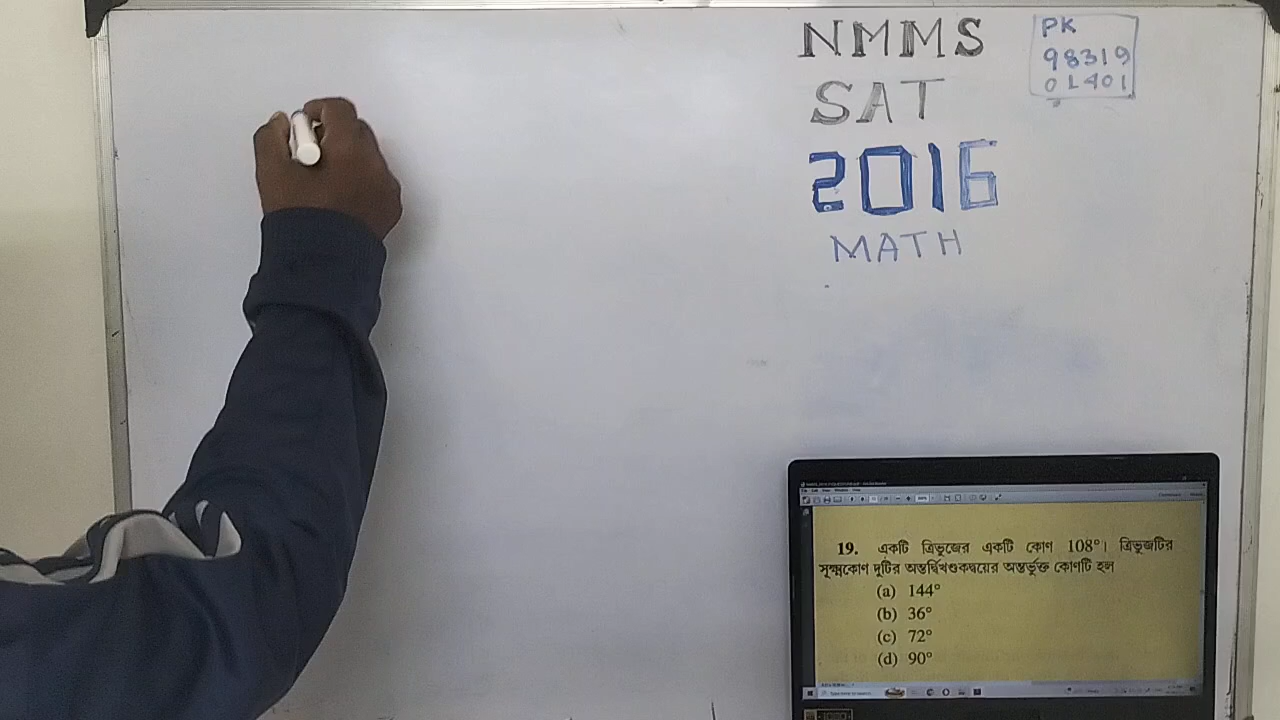 NMMS
SAT
2016
MATH
PK
98319
01401
19. একটি ত্রিভুজের একটি কোণ 108°। ত্রিভুজটির
সূক্ষ্মকোণ দুটির অন্তর্দ্বিখণ্ডকদ্বয়ের অন্তর্ভুক্ত কোণটি হল
(a) 144°
(b) 36°
(c) 72°
(d) 90°